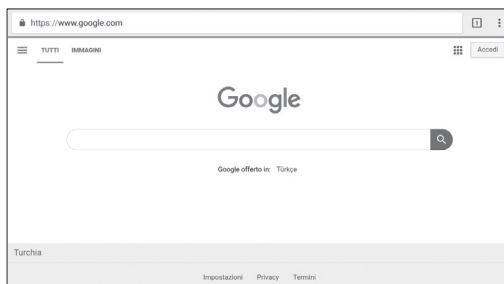 https://www.google.com 1
TUTTI IMMAGINI Accedi
Google
Google offerto in: Türkçe
Turchia
Impostazioni Privacy Termini